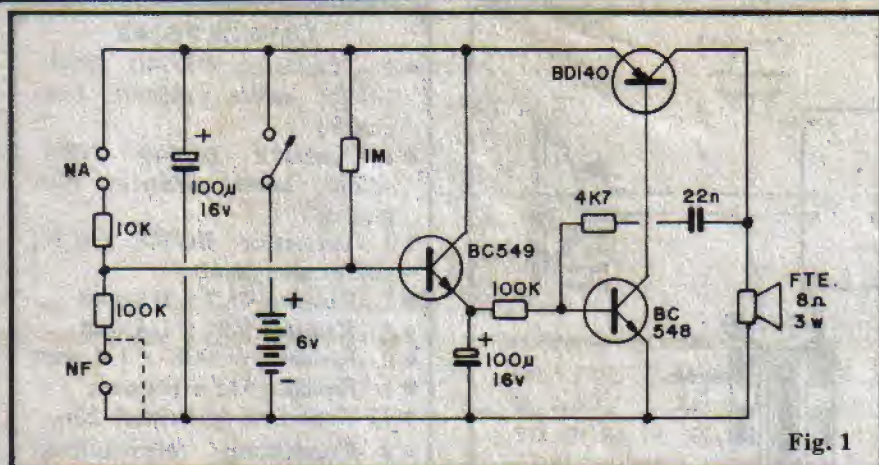 BD140
NA
+
100μ
16v
1M
4K7
22n
10K
BC549
100K
+
6v
-
100K
BC
548
FTE.
8Ω
3w
NF
+
100μ
16v
Fig. 1